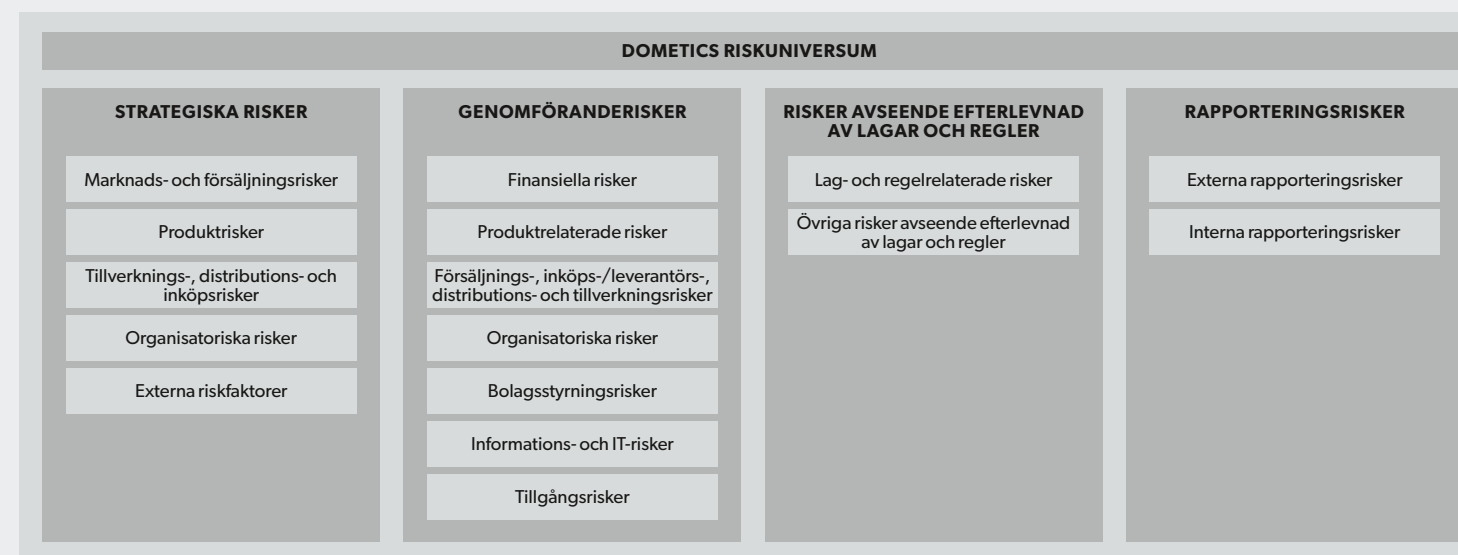 DOMETICS RISKUNIVERSUM
STRATEGISKA RISKER
Marknads- och försäljningsrisker
Produktrisker
Tillverknings-, distributions- och
inköpsrisker
Organisatoriska risker
Externa riskfaktorer
GENOMFÖRANDERISKER
Finansiella risker
Produktrelaterade risker
Försäljnings-, inköps-/leverantörs-,
distributions- och tillverkningsrisker
Organisatoriska risker
Bolagsstyrningsrisker
Informations- och IT-risker
Tillgångsrisker
RISKER AVSEENDE EFTERLEVNAD
AV LAGAR OCH REGLER
Lag- och regelrelaterade risker
Övriga risker avseende efterlevnad
av lagar och regler
RAPPORTERINGSRISKER
Externa rapporteringsrisker
Interna rapporteringsrisker